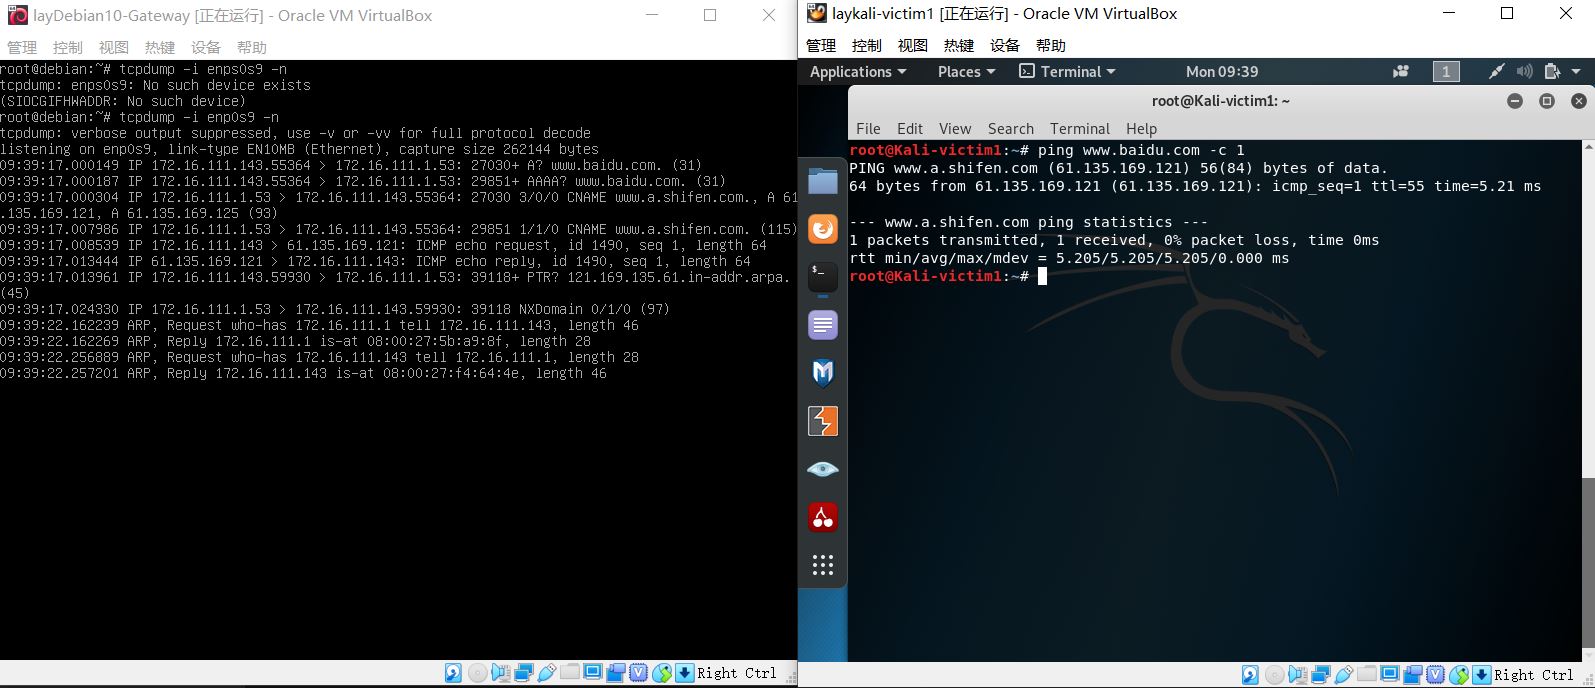 layDebian10-Gateway [正在运行] - Oracle VM VirtualBox
管理 控制 视图 热键 设备 帮助
root@debian:~# tcpdump -i enps0s9 -n
tcpdump: enps0s9: No such device exists
(SIOCGIFHWADDR: No such device)
root@debian:~# tcpdump -i enp0s9 -n
tcpdump: verbose output suppressed, use -v or -vv for full protocol decode
listening on enp0s9, link-type EN10MB (Ethernet), capture size 262144 bytes
09:39:17.000149 IP 172.16.111.143.55364 > 172.16.111.1.53: 27030+ A? www.baidu.com. (31)
09:39:17.000187 IP 172.16.111.143.55364 > 172.16.111.1.53: 29851+ AAAA? www.baidu.com. (31)
09:39:17.000304 IP 172.16.111.1.53 > 172.16.111.143.55364: 27030 3/0/0 CNAME www.a.shifen.com., A 61
.135.169.121, A 61.135.169.125 (93)
09:39:17.007986 IP 172.16.111.1.53 > 172.16.111.143.55364: 29851 1/1/0 CNAME www.a.shifen.com. (115)
09:39:17.008539 IP 172.16.111.143 > 61.135.169.121: ICMP echo request, id 1490, seq 1, length 64
09:39:17.013444 IP 61.135.169.121 > 172.16.111.143: ICMP echo reply, id 1490, seq 1, length 64
09:39:17.013961 IP 172.16.111.143.59930 > 172.16.111.1.53: 39118+ PTR? 121.169.135.61.in-addr.arpa.
(45)
09:39:17.024330 IP 172.16.111.1.53 > 172.16.111.143.59930: 39118 NXDomain 0/1/0 (97)
09:39:22.162239 ARP, Request who-has 172.16.111.1 tell 172.16.111.143, length 46
09:39:22.162269 ARP, Reply 172.16.111.1 is-at 08:00:27:5b:a9:8f, length 28
09:39:22.256889 ARP, Request who-has 172.16.111.143 tell 172.16.111.1, length 28
09:39:22.257201 ARP, Reply 172.16.111.143 is-at 08:00:27:f4:64:4e, length 46
Right Ctrl
laykali-victim1 [正在运行] - Oracle VM VirtualBox
管理 控制 视图 热键 设备 帮助
Applications Places Terminal Mon 09:39 1
root@Kali-victim1: ~
File Edit View Search Terminal Help
root@Kali-victim1:~# ping www.baidu.com -c 1
PING www.a.shifen.com (61.135.169.121) 56(84) bytes of data.
64 bytes from 61.135.169.121 (61.135.169.121): icmp_seq=1 ttl=55 time=5.21 ms
--- www.a.shifen.com ping statistics ---
1 packets transmitted, 1 received, 0% packet loss, time 0ms
rtt min/avg/max/mdev = 5.205/5.205/5.205/0.000 ms
root@Kali-victim1:~#
Right Ctrl